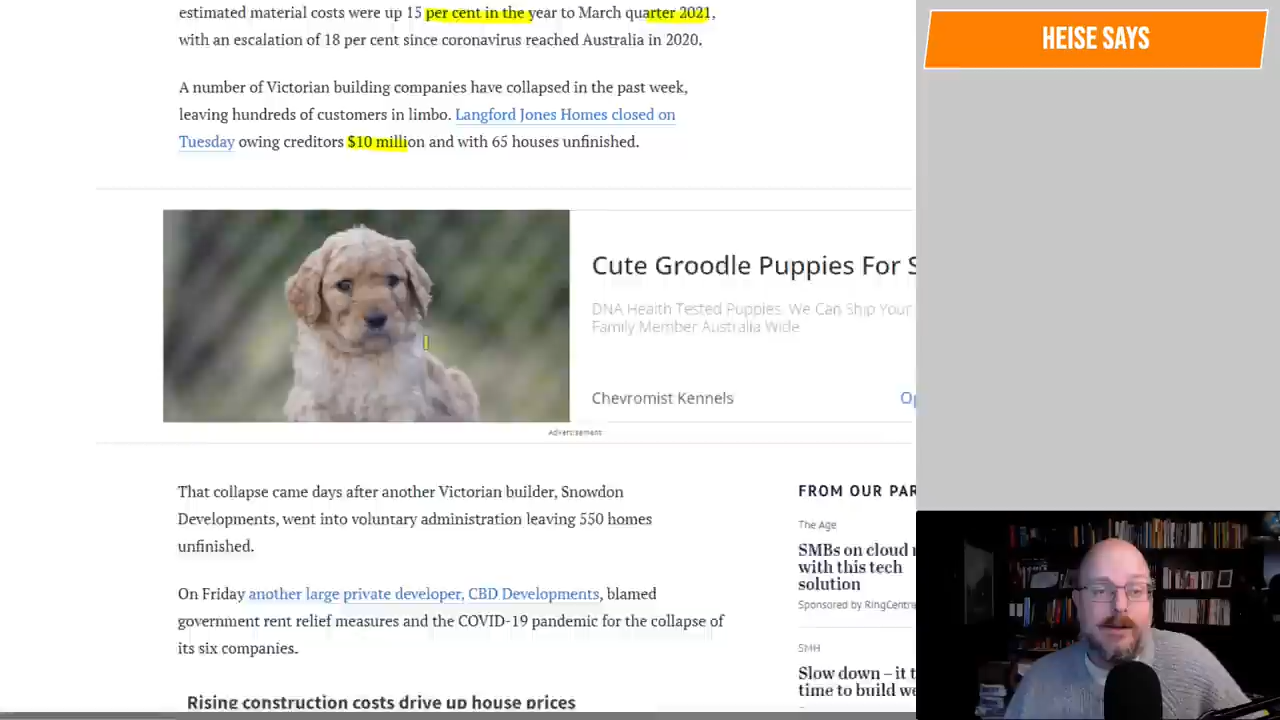 estimated material costs were up 15 per cent in the year to March quarter 2021,
with an escalation of 18 per cent since coronavirus reached Australia in 2020.
A number of Victorian building companies have collapsed in the past week,
leaving hundreds of customers in limbo. Langford Jones Homes closed on
Tuesday owing creditors $10 million and with 65 houses unfinished.
Cute Groodle Puppies For S
DNA Health Tested Puppies. We Can Ship Your
Family Member Australia Wide
Chevromist Kennels
Op
Advertisement
That collapse came days after another Victorian builder, Snowdon
Developments, went into voluntary administration leaving 550 homes
unfinished.
On Friday another large private developer, CBD Developments, blamed
government rent relief measures and the COVID-19 pandemic for the collapse of
its six companies.
Rising construction costs drive up house prices
FROM OUR PAR
The Age
SMBs on cloud
with this tech
solution
Sponsored by RingCentr
SMH
Slow down – it
time to build we
HEISE SAYS